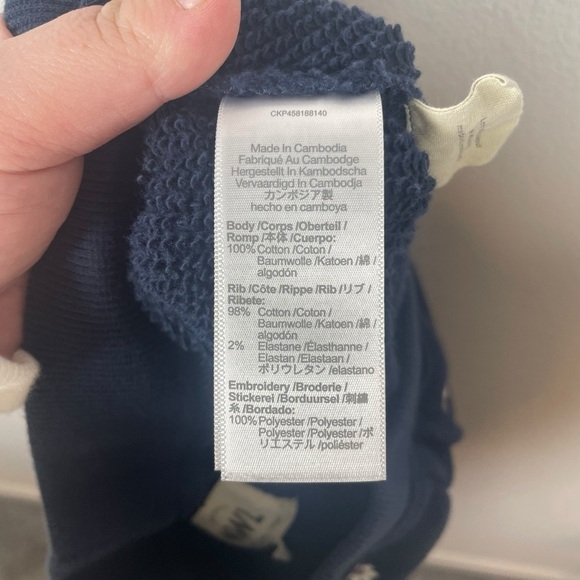 CKP458188140
Made In Cambodia
Fabriqué Au Cambodge
Hergestellt In Kambodscha
Vervaardigd In Cambodja
カンボジア製
hecho en camboya
Body /Corps /Oberteil /
Romp /本体 /Cuerpo:
100% Cotton /Coton /
Baumwolle /Katoen /綿 /
algodón
Rib /Côte /Rippe /Rib /リブ /
Ribete:
98% Cotton /Coton /
Baumwolle /Katoen /綿 /
algodón
2% Elastane /Élasthanne /
Elastan /Elastaan /
ポリウレタン /elastano
Embroidery /Broderie /
Stickerei /Borduursel /刺繍
糸 /Bordado:
100% Polyester /Polyester /
Polyester /Polyester /ポ
リエステル /poliéster